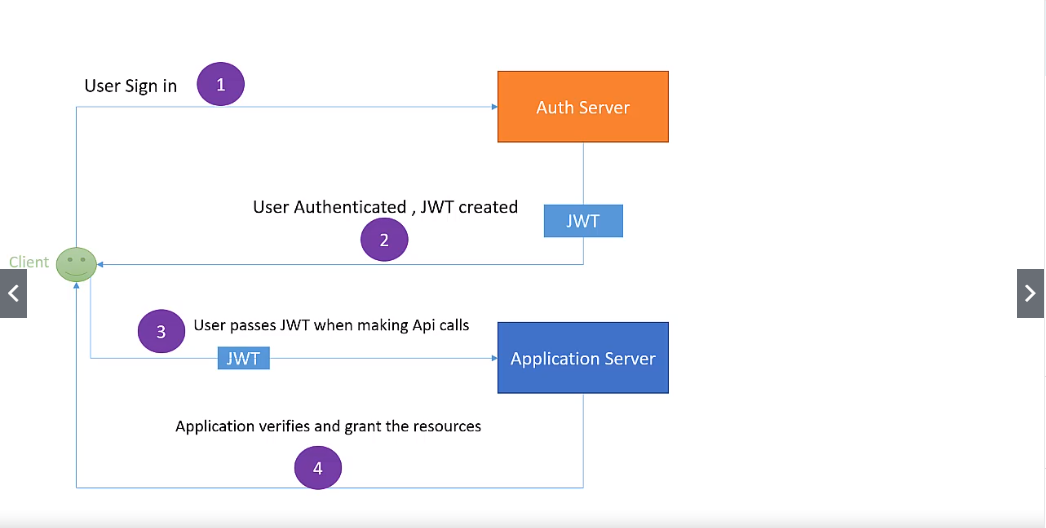 User Sign in
1
Auth Server
User Authenticated , JWT created
JWT
2
Client
3
User passes JWT when making Api calls
JWT
Application Server
Application verifies and grant the resources
4